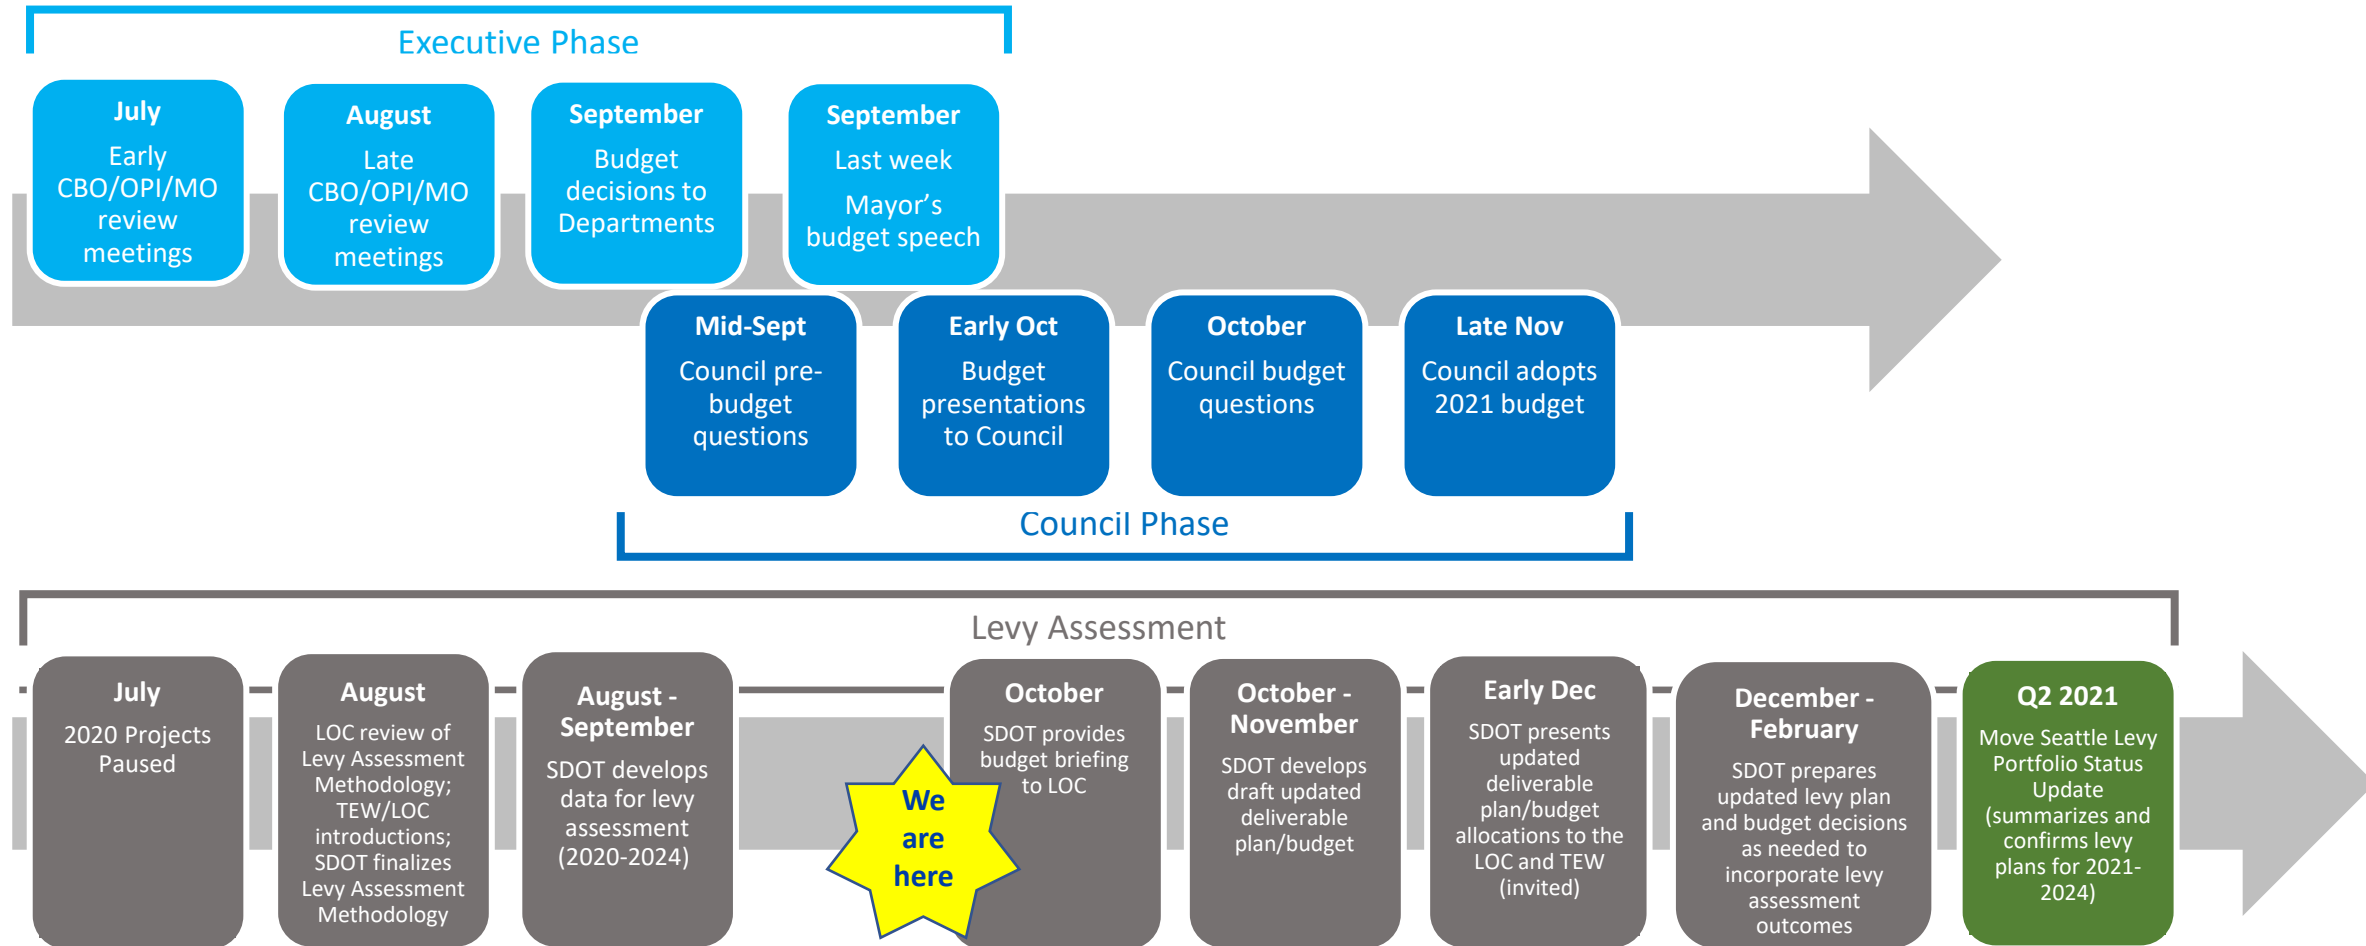 Executive Phase
July
Early
CBO/OPI/MO
review
meetings
August
Late
CBO/OPI/MO
review
meetings
September
Budget
decisions to
Departments
September
Last week
Mayor’s
budget speech
Mid-Sept
Council pre-
budget
questions
Early Oct
Budget
presentations
to Council
October
Council budget
questions
Late Nov
Council adopts
2021 budget
Council Phase
Levy Assessment
July
2020 Projects
Paused
August
LOC review of
Levy Assessment
Methodology;
TEW/LOC
introductions;
SDOT finalizes
Levy Assessment
Methodology
August -
September
SDOT develops
data for levy
assessment
(2020-2024)
We
are
here
October
SDOT provides
budget briefing
to LOC
October -
November
SDOT develops
draft updated
deliverable
plan/budget
Early Dec
SDOT presents
updated
deliverable
plan/budget
allocations to the
LOC and TEW
(invited)
December -
February
SDOT prepares
updated levy plan
and budget decisions
as needed to
incorporate levy
assessment
outcomes
Q2 2021
Move Seattle Levy
Portfolio Status
Update
(summarizes and
confirms levy
plans for 2021-
2024)